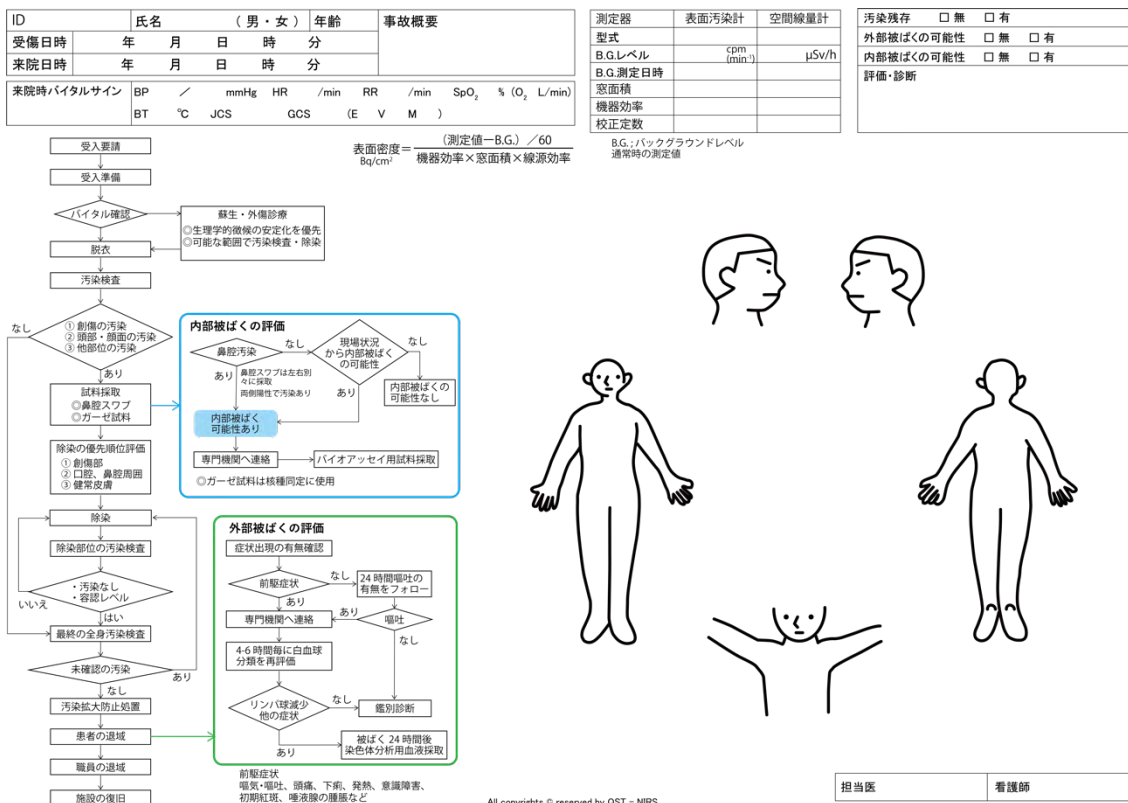 ID 氏名 （ 男・女 ） 年齢 事故概要
受傷日時 年 月 日 時 分
来院日時 年 月 日 時 分
来院時バイタルサイン BP ／ mmHg HR /min RR /min SpO₂ % (O₂ L/min)
BT ℃ JCS GCS (E V M )
測定器 表面汚染計 空間線量計
型式
B.G.レベル cpm (min⁻¹) μSv/h
B.G.測定日時
窓面積
機器効率
校正定数
B.G.；バックグラウンドレベル
通常時の測定値
汚染残存 □ 無 □ 有
外部被ばくの可能性 □ 無 □ 有
内部被ばくの可能性 □ 無 □ 有
評価・診断
表面密度＝ （測定値ーB.G.）／60
Bq/cm² 機器効率×窓面積×線源効率
受入要請
受入準備
バイタル確認
蘇生・外傷診療
◎生理学的徴候の安定化を優先
◎可能な範囲で汚染検査・除染
脱衣
汚染検査
なし
① 創傷の汚染
② 頭部・顔面の汚染
③ 他部位の汚染
あり
試料採取
◎鼻腔スワブ
◎ガーゼ試料
除染の優先順位評価
① 創傷部
② 口腔、鼻腔周囲
③ 健常皮膚
除染
除染部位の汚染検査
・汚染なし
・容認レベル
いいえ
はい
最終の全身汚染検査
未確認の汚染
あり
なし
汚染拡大防止処置
患者の退域
職員の退域
施設の復旧
内部被ばくの評価
鼻腔汚染
なし
現場状況
から内部被ばく
の可能性
なし
あり
鼻腔スワブは左右別
々に採取
両側陽性で汚染あり
あり
内部被ばくの
可能性なし
内部被ばく
可能性あり
専門機関へ連絡
バイオアッセイ用試料採取
◎ガーゼ試料は核種同定に使用
外部被ばくの評価
症状出現の有無確認
前駆症状
なし
24 時間嘔吐の
有無をフォロー
あり
専門機関へ連絡
あり
嘔吐
なし
4-6 時間毎に白血球
分類を再評価
リンパ球減少
他の症状
なし
鑑別診断
あり
被ばく 24 時間後
染色体分析用血液採取
前駆症状
嘔気・嘔吐、頭痛、下痢、発熱、意識障害、
初期紅斑、唾液腺の腫脹など
All copyrights © reserved by QST - NIRS
担当医 看護師